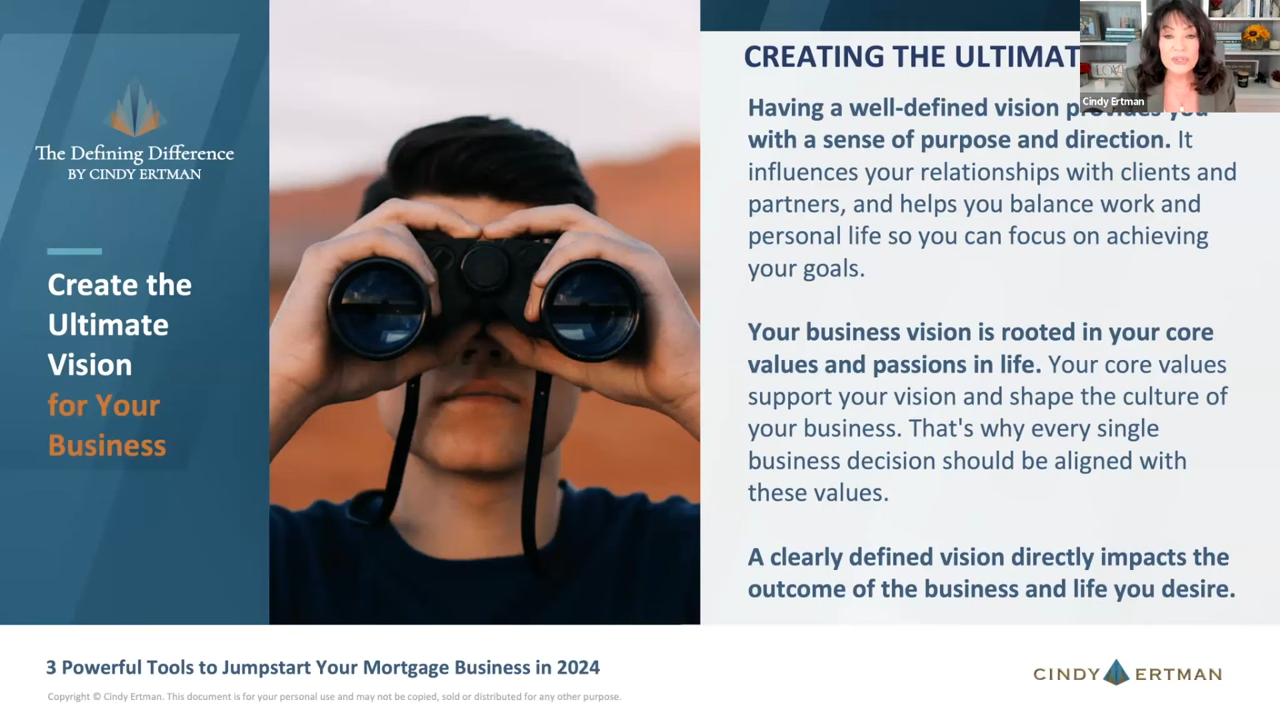 The Defining Difference
BY CINDY ERTMAN
Create the
Ultimate
Vision
for Your
Business
CREATING THE ULTIMAT
Cindy Ertman
Having a well-defined vision provides you
with a sense of purpose and direction. It
influences your relationships with clients and
partners, and helps you balance work and
personal life so you can focus on achieving
your goals.
Your business vision is rooted in your core
values and passions in life. Your core values
support your vision and shape the culture of
your business. That's why every single
business decision should be aligned with
these values.
A clearly defined vision directly impacts the
outcome of the business and life you desire.
3 Powerful Tools to Jumpstart Your Mortgage Business in 2024
Copyright © Cindy Ertman. This document is for your personal use and may not be copied, sold or distributed for any other purpose.
CINDY ERTMAN